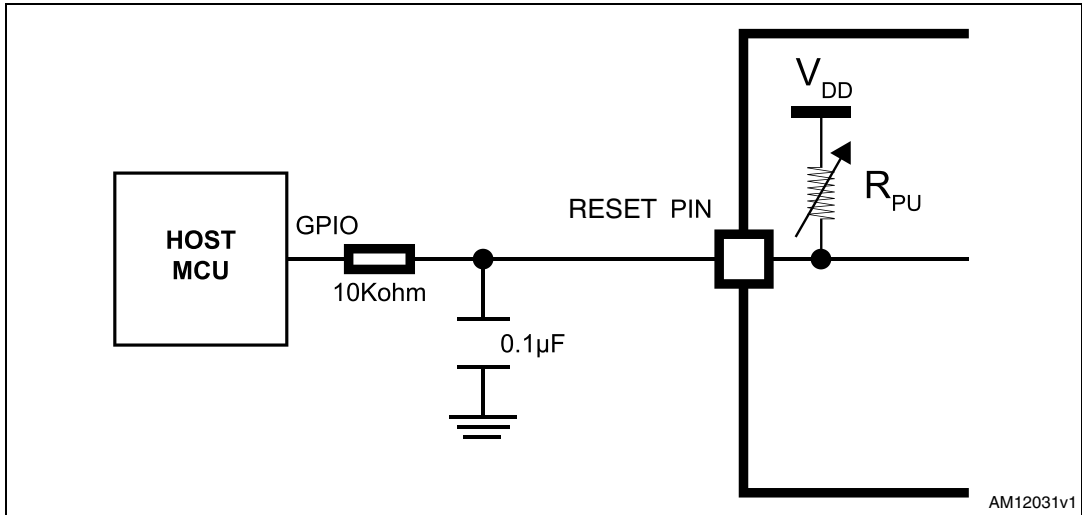 V DD
R PU
RESET PIN
GPIO
HOST
MCU
10Kohm
0.1µF
AM12031v1